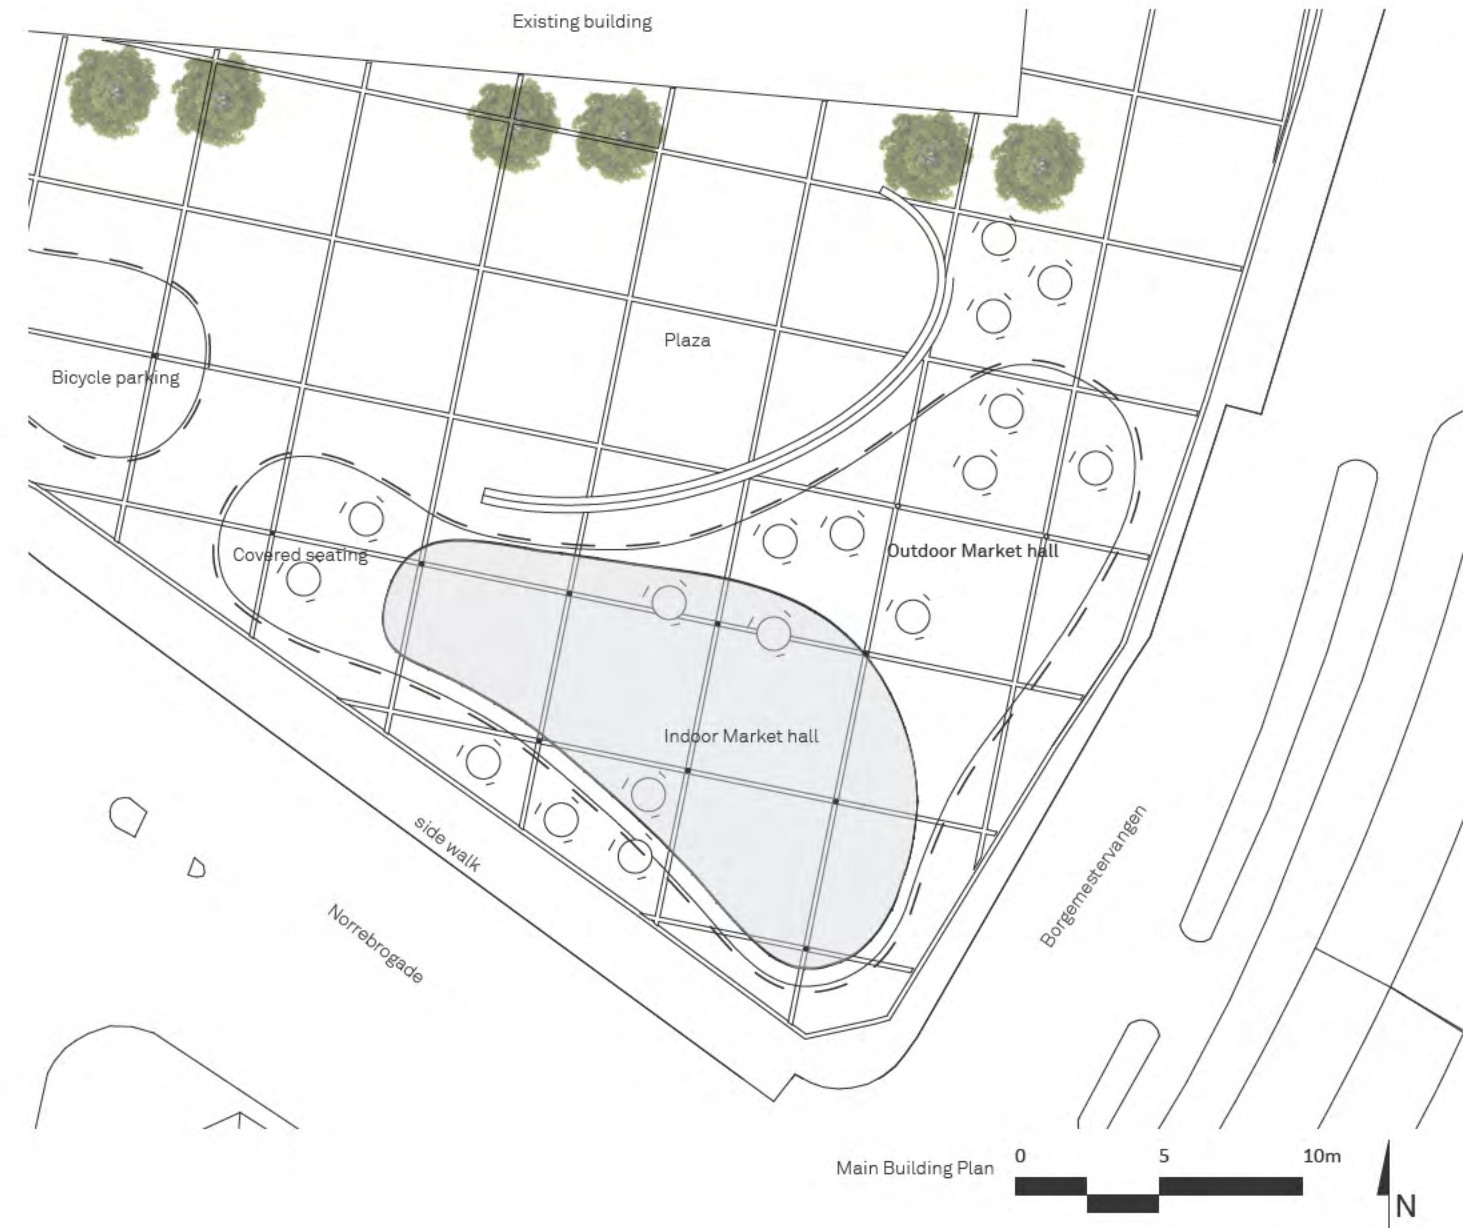 Existing building
Plaza
Bicycle parking
Covered seating
Outdoor Market hall
Indoor Market hall
side walk
Norrebrogade
Borgemestervangen
Main Building Plan
0 5 10m
N